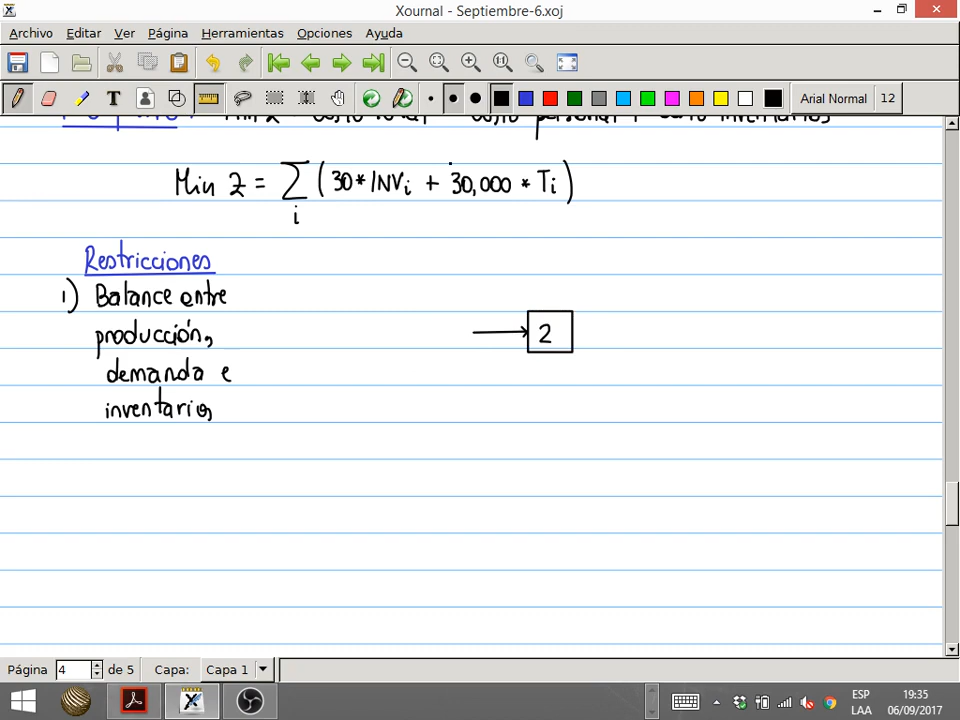 Xournal - Septiembre-6.xoj
Archivo Editar Ver Página Herramientas Opciones Ayuda
Arial Normal 12
Min Z = ∑ (30*INVi + 30,000 * Ti)
i
Restricciones
1) Balance entre
producción,
demanda e
inventario,
2
Página 4 de 5 Capa: Capa 1
ESP 19:35
LAA 06/09/2017